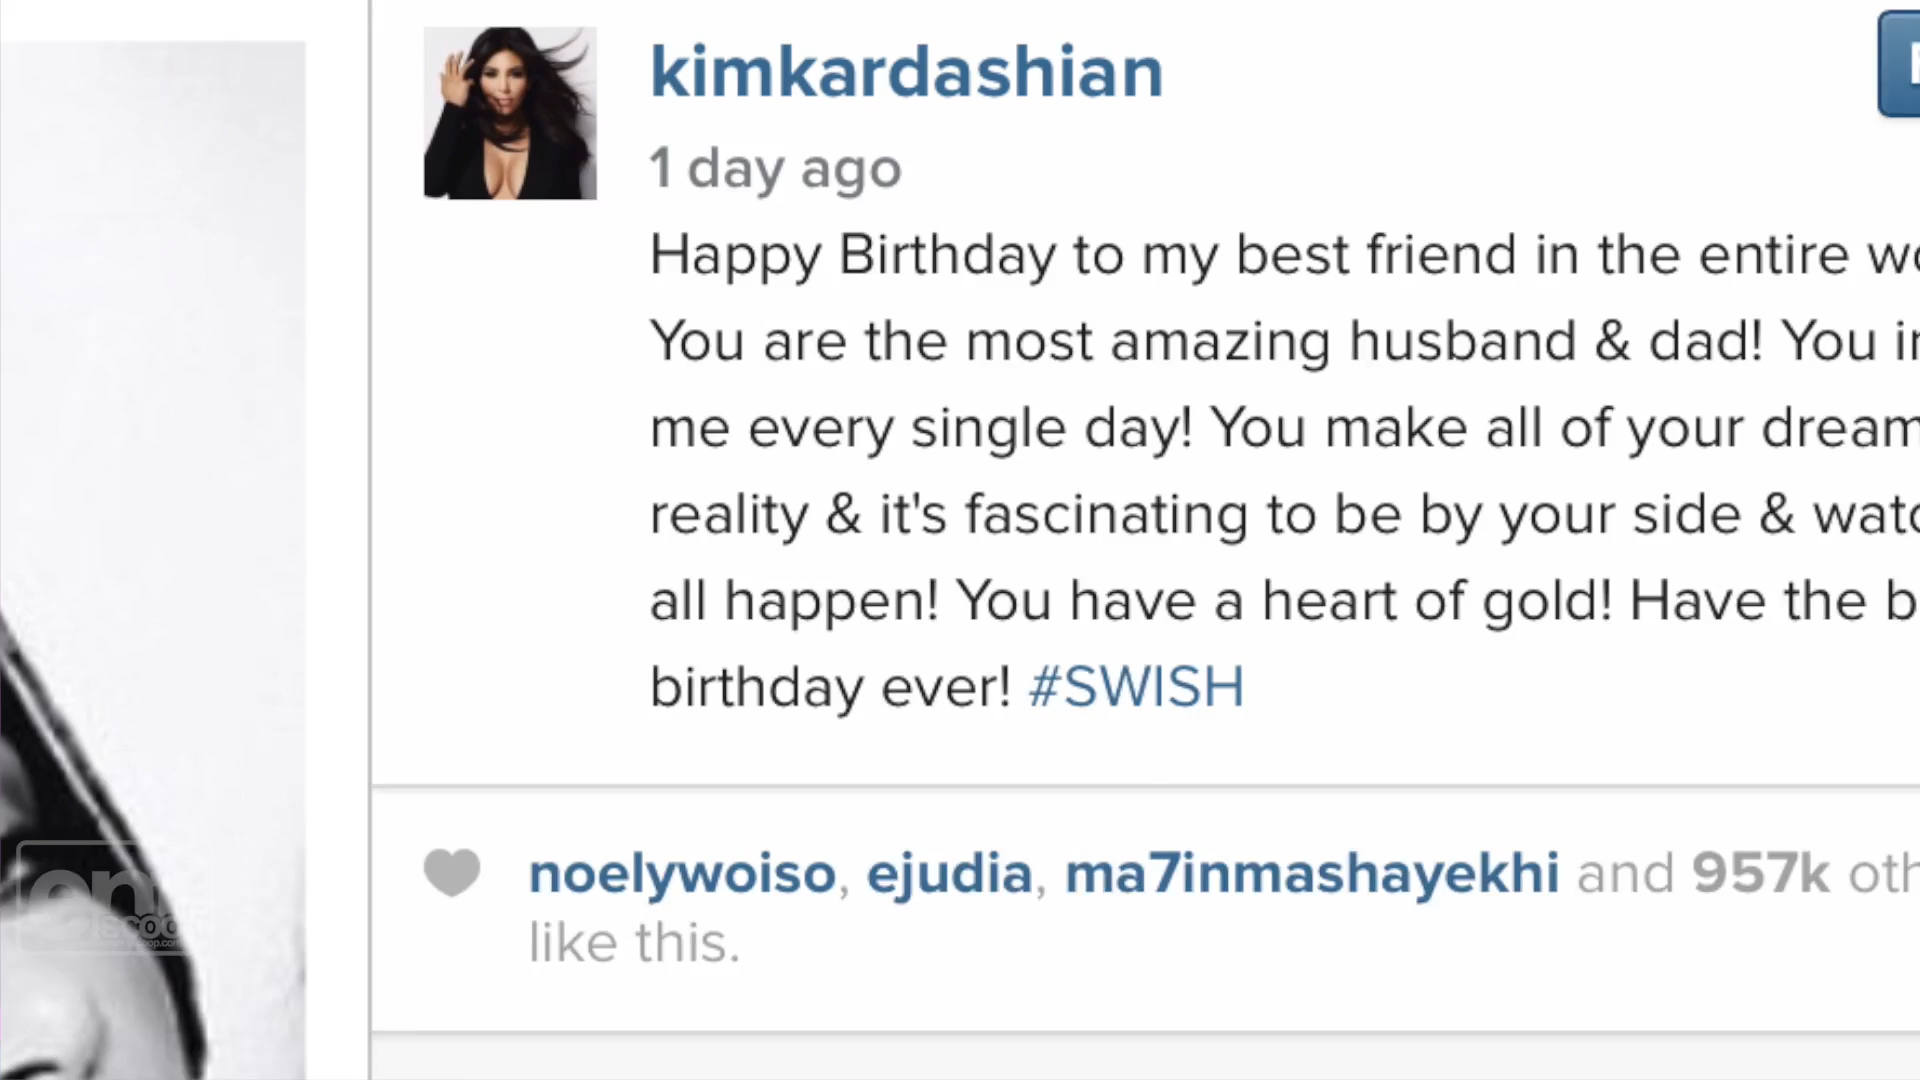 kimkardashian
1 day ago
Happy Birthday to my best friend in the entire
You are the most amazing husband & dad! You
me every single day! You make all of your
reality & it's fascinating to be by your side &
all happen! You have a heart of gold! Have the
birthday ever! #SWISH
noelywoiso, ejudia, ma7inmashayekhi and 957k
like this.